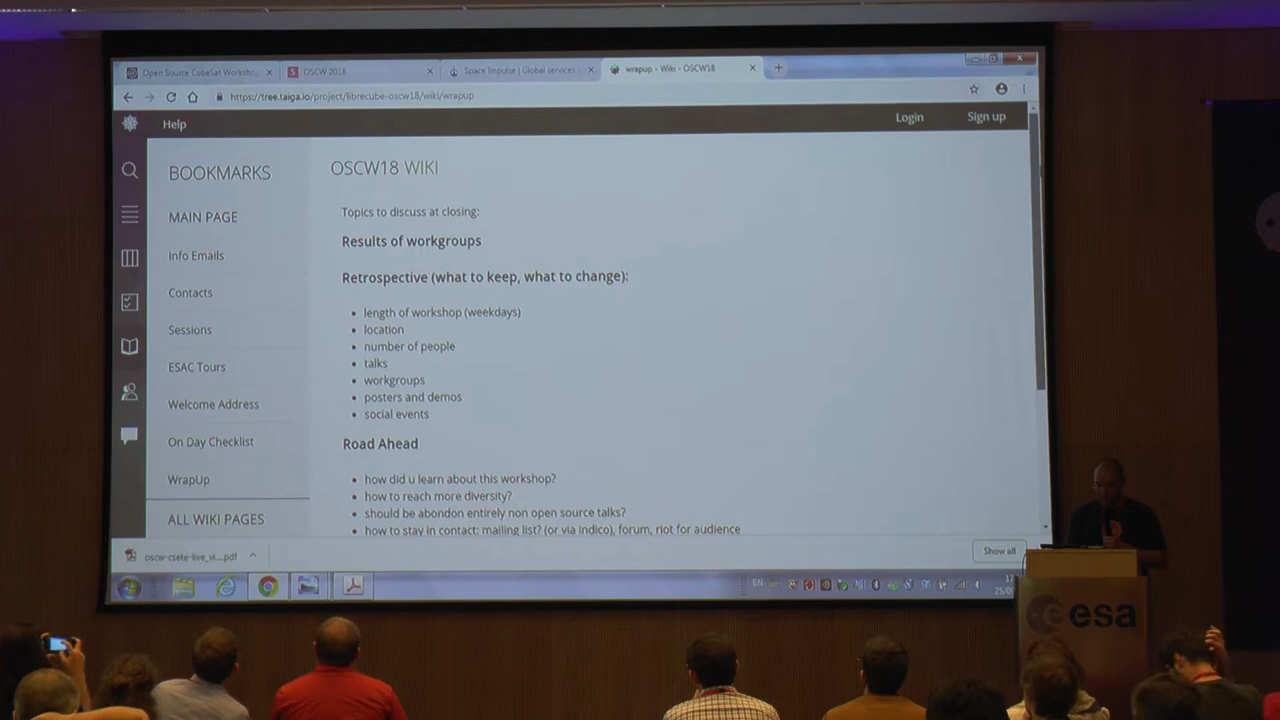 Open Source CubeSat Worksho
OSCW 2018
Space Impulse | Global services
wrapup - Wiki - OSCW18
https://tree.taiga.io/project/librecube-oscw18/wiki/wrapup
Help
Login
Sign up
BOOKMARKS
MAIN PAGE
Info Emails
Contacts
Sessions
ESAC Tours
Welcome Address
On Day Checklist
WrapUp
ALL WIKI PAGES
OSCW18 WIKI
Topics to discuss at closing:
Results of workgroups
Retrospective (what to keep, what to change):
• length of workshop (weekdays)
• location
• number of people
• talks
• workgroups
• posters and demos
• social events
Road Ahead
• how did u learn about this workshop?
• how to reach more diversity?
• should be abondon entirely non open source talks?
• how to stay in contact: mailing list? (or via indico), forum, riot for audience
Show all
EN
esa